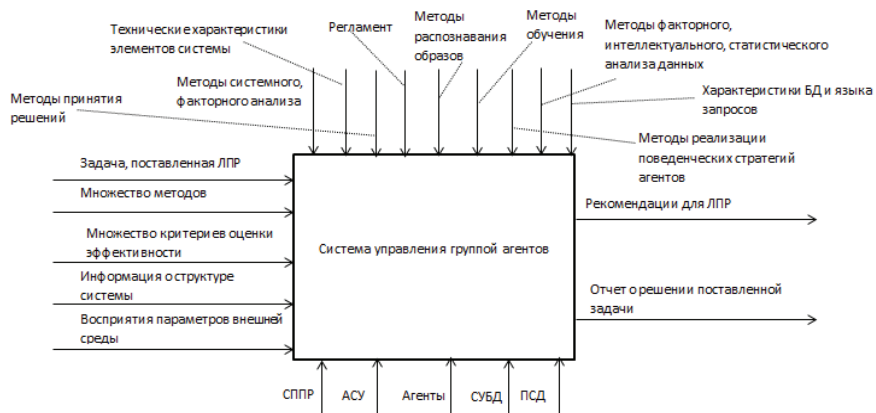 Технические характеристики
элементов системы
Регламент
Методы
распознавания
образов
Методы
обучения
Методы факторного,
интеллектуального, статистического
анализа данных
Методы системного,
факторного анализа
Методы принятия
решений
Характеристики БД и языка
запросов
Методы реализации
поведенческих стратегий
агентов
Задача, поставленная ЛПР
Множество методов
Множество критериев оценки
эффективности
Информация о структуре
системы
Восприятия параметров внешней
среды
Система управления группой агентов
Рекомендации для ЛПР
Отчет о решении поставленной
задачи
СППР
АСУ
Агенты
СУБД
ПСД